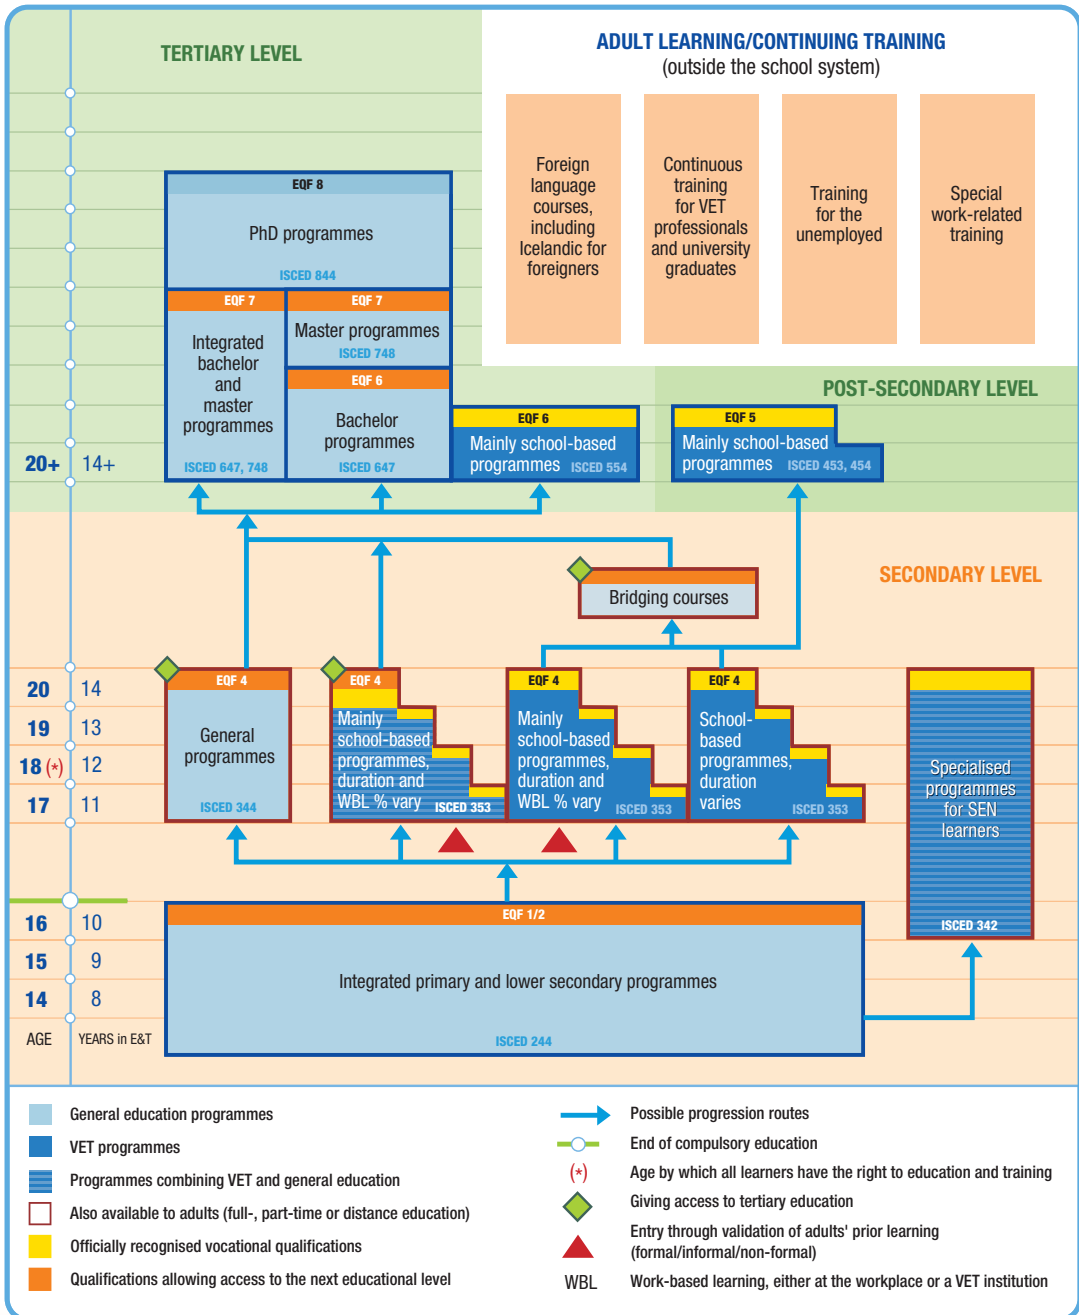 TERTIARY LEVEL
ADULT LEARNING/CONTINUING TRAINING
(outside the school system)
Foreign
language
courses,
including
Icelandic for
foreigners
Continuous
training
for VET
professionals
and university
graduates
Training
for the
unemployed
Special
work-related
training
EQF 8
PhD programmes
ISCED 844
EQF 7
Integrated
bachelor
and
master
programmes
ISCED 647, 748
EQF 7
Master programmes
ISCED 748
EQF 6
Bachelor
programmes
ISCED 647
EQF 6
Mainly school-based
programmes ISCED 554
POST-SECONDARY LEVEL
EQF 5
Mainly school-based
programmes ISCED 453, 454
20+ 14+
SECONDARY LEVEL
Bridging courses
20 14
19 13
18 (*) 12
17 11
EQF 4
General
programmes
ISCED 344
EQF 4
Mainly
school-based
programmes,
duration and
WBL % vary ISCED 353
EQF 4
Mainly
school-based
programmes,
duration and
WBL % vary ISCED 353
EQF 4
School-
based
programmes,
duration
varies ISCED 353
Specialised
programmes
for SEN
learners
ISCED 342
16 10
15 9
14 8
AGE YEARS in E&T
EQF 1/2
Integrated primary and lower secondary programmes
ISCED 244
General education programmes
VET programmes
Programmes combining VET and general education
Also available to adults (full-, part-time or distance education)
Officially recognised vocational qualifications
Qualifications allowing access to the next educational level
Possible progression routes
End of compulsory education
(*) Age by which all learners have the right to education and training
Giving access to tertiary education
Entry through validation of adults' prior learning
(formal/informal/non-formal)
WBL Work-based learning, either at the workplace or a VET institution